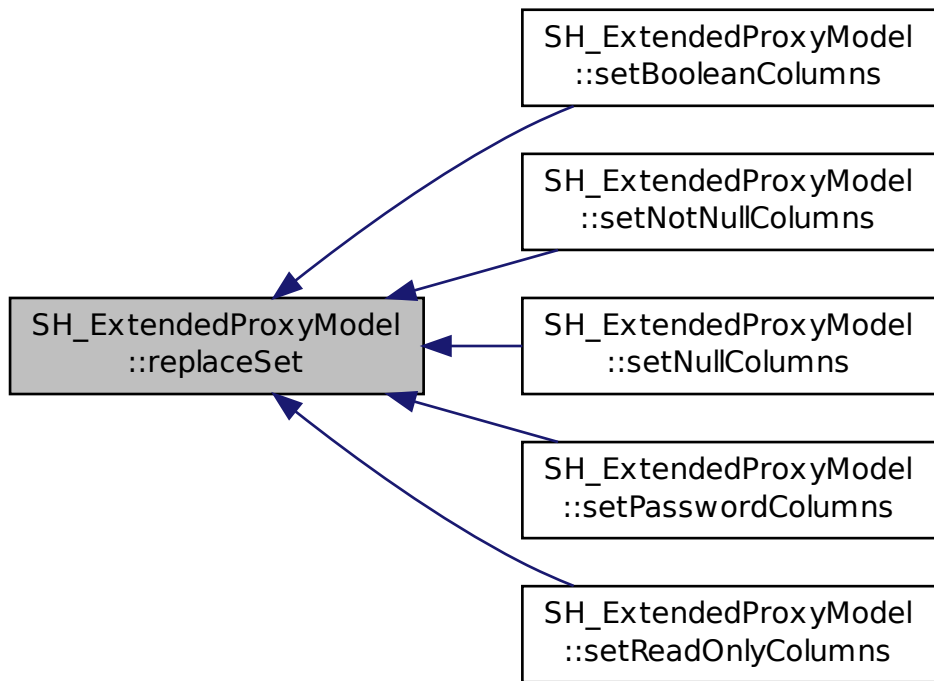 SH_ExtendedProxyModel
::setBooleanColumns
SH_ExtendedProxyModel
::setNotNullColumns
SH_ExtendedProxyModel
::replaceSet
SH_ExtendedProxyModel
::setNullColumns
SH_ExtendedProxyModel
::setPasswordColumns
SH_ExtendedProxyModel
::setReadOnlyColumns